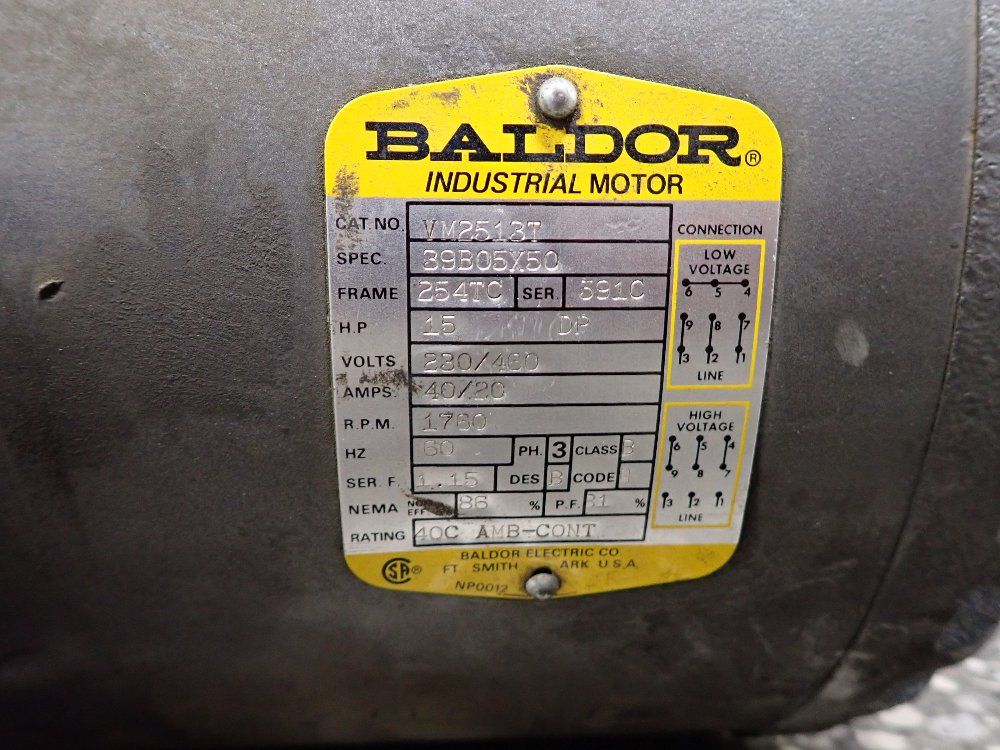 BALDOR®
INDUSTRIAL MOTOR
CAT.NO. VM2513T
SPEC. 39B05X50
FRAME 254TC SER. 591C
H.P 15 DP
VOLTS 230/460
AMPS. 40/20
R.P.M. 1760
HZ 60 PH. 3 CLASS B
SER. F. 1.15 DES B CODE
NEMA NOM EFF 86 % P.F. 81 %
RATING 40C AMB-CONT
CONNECTION
LOW
VOLTAGE
6 5 4
9 8 7
3 2 1
LINE
HIGH
VOLTAGE
6 5 4
9 8 7
3 2 1
LINE
SA®
BALDOR ELECTRIC CO
FT. SMITH ARK. U.S.A.
NP0012